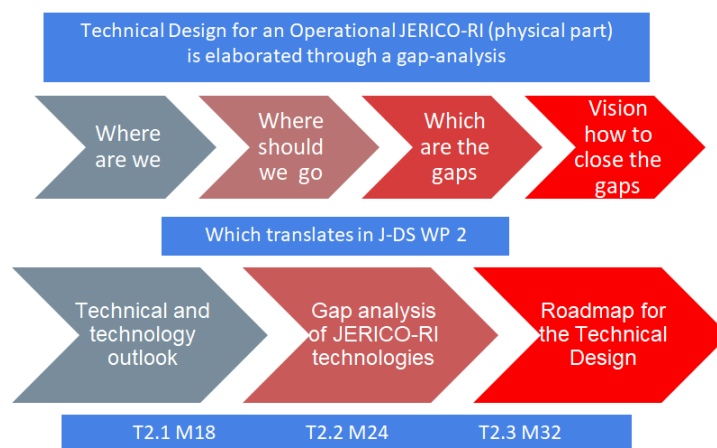 Technical Design for an Operational JERICO-RI (physical part)
is elaborated through a gap-analysis
Where
are we
Where
should
we go
Which
are the
gaps
Vision
how to
close the
gaps
Which translates in J-DS WP 2
Technical and
technology
outlook
Gap analysis
of JERICO-RI
technologies
Roadmap for
the Technical
Design
T2.1 M18 T2.2 M24 T2.3 M32